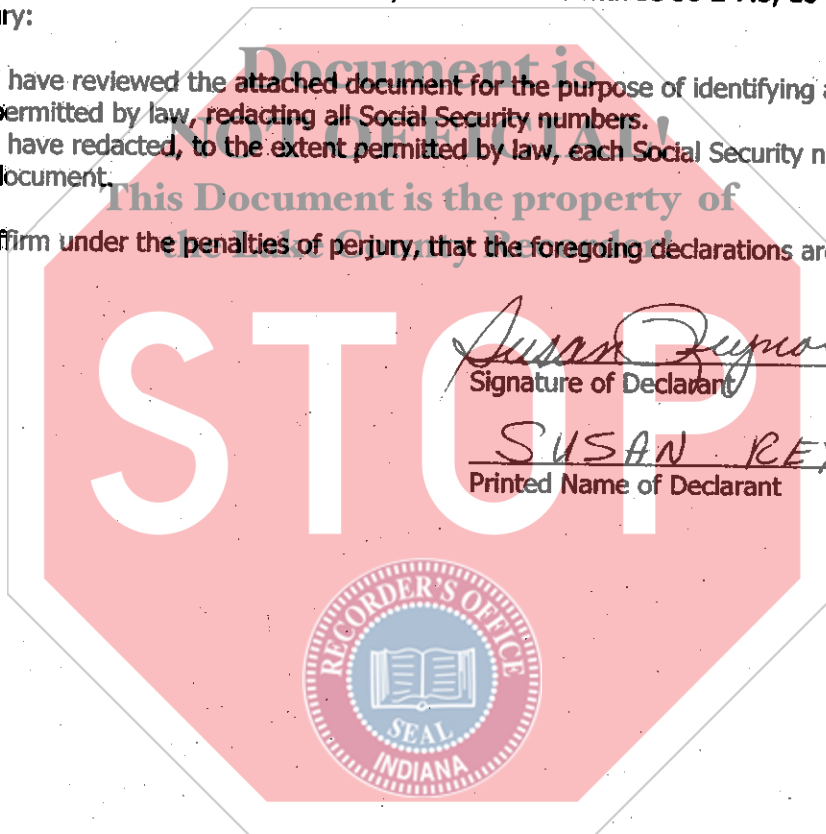 ry:
Document is
have reviewed the attached document for the purpose of identifying
ermitted by law, redacting all Social Security numbers.
NOT OFFICIAL!
have redacted, to the extent permitted by law, each Social Security
ocument.
This Document is the property of
ffirm under the penalties of perjury, that the foregoing declarations
the Lake County Recorder!
STOP
Susan
Signature of Declarant
SUSAN RE
Printed Name of Declarant
RECORDER'S OFFICE
SEAL
INDIANA